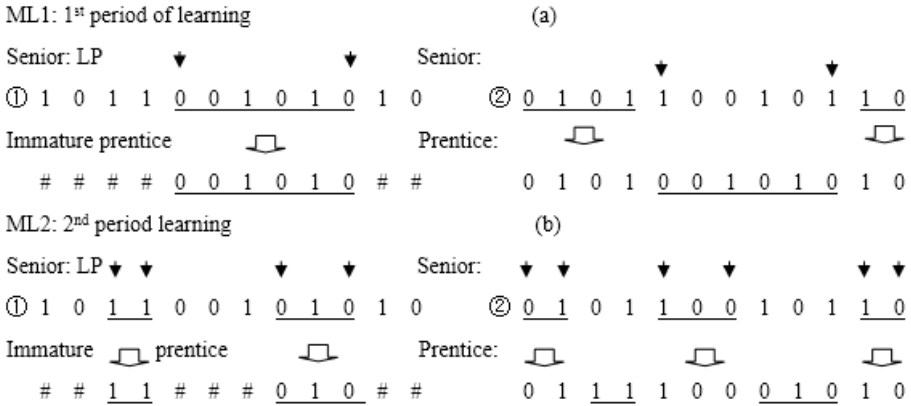 ML1: 1st period of learning (a)
Senior: LP Senior:
① 1 0 1 1 0 0 1 0 1 0 1 0 ② 0 1 0 1 1 0 0 1 0 1 1 0
Immature prentice Prentice:
# # # # 0 0 1 0 1 0 # # 0 1 0 1 0 0 1 0 1 0 1 0
ML2: 2nd period learning (b)
Senior: LP Senior:
① 1 0 1 1 0 0 1 0 1 0 1 0 ② 0 1 0 1 1 0 0 1 0 1 1 0
Immature prentice Prentice:
# # 1 1 # # # 0 1 0 # # 0 1 1 1 1 0 0 0 1 0 1 0